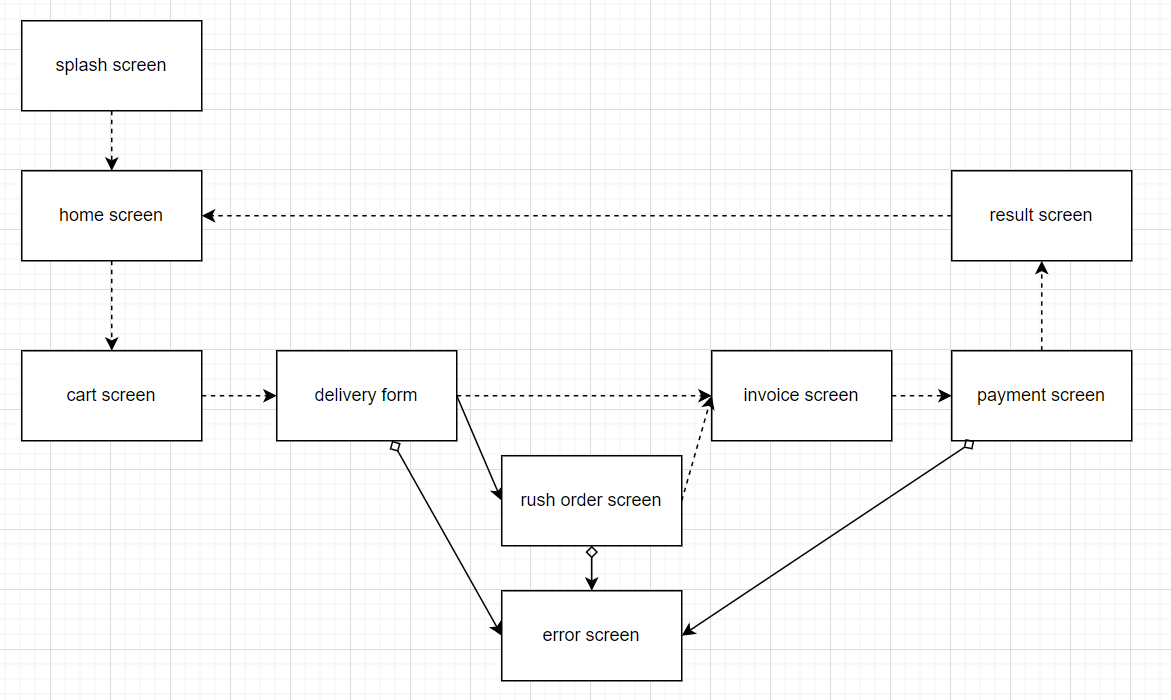 splash screen
home screen
result screen
cart screen
delivery form
invoice screen
payment screen
rush order screen
error screen